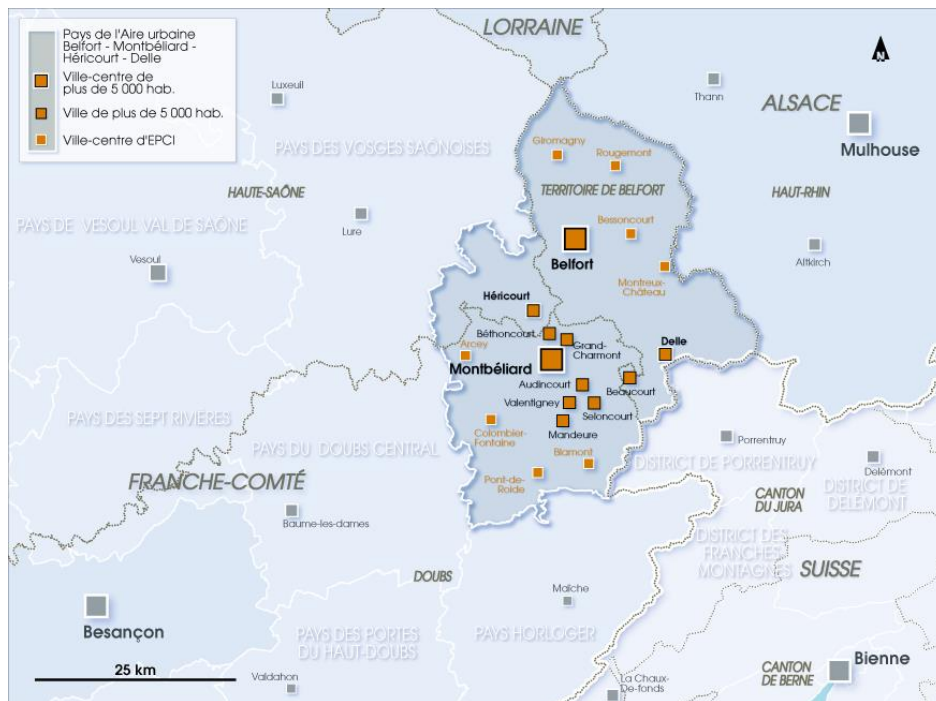 Pays de l'Aire urbaine
Belfort - Montbéliard -
Héricourt - Delle
Ville-centre de
plus de 5 000 hab.
Ville de plus de 5 000 hab.
Ville-centre d'EPCI
LORRAINE
N
Luxeuil
Thann
ALSACE
Mulhouse
PAYS DES VOSGES SAÔNOISES
Giromagny
Rougemont
HAUTE-SAÔNE
TERRITOIRE DE BELFORT
HAUT-RHIN
PAYS DE VESOUL VAL DE SAÔNE
Lure
Bessoncourt
Vesoul
Belfort
Altkirch
Montreux-
Château
Héricourt
Béthoncourt
Grand-
Charmont
Arcey
Montbéliard
Delle
Audincourt
Beaucourt
Valentigney
Seloncourt
PAYS DES SEPT RIVIÈRES
Colombier-
Fontaine
Mandeure
PAYS DU DOUBS CENTRAL
Blamont
Porrentruy
DISTRICT DE PORRENTRUY
Delémont
FRANCHE-COMTÉ
Pont-de-
Roide
CANTON
DU JURA
DISTRICT DE
DELEMONT
Baume-les-dames
DISTRICT DES
FRANCHES
MONTAGNES
SUISSE
DOUBS
Maîche
Besançon
PAYS DES PORTES
DU HAUT-DOUBS
PAYS HORLOGER
25 km
Valdahon
La Chaux-
De-fonds
CANTON
DE BERNE
Bienne